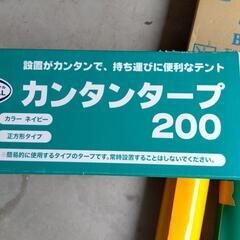 設置がカンタンで、持ち運びに便利なテント
カンタンタープ
200
カラー ネイビー
正方形タイプ
※簡易的に使用するタイプのタープです。常時設置することはしないでください。